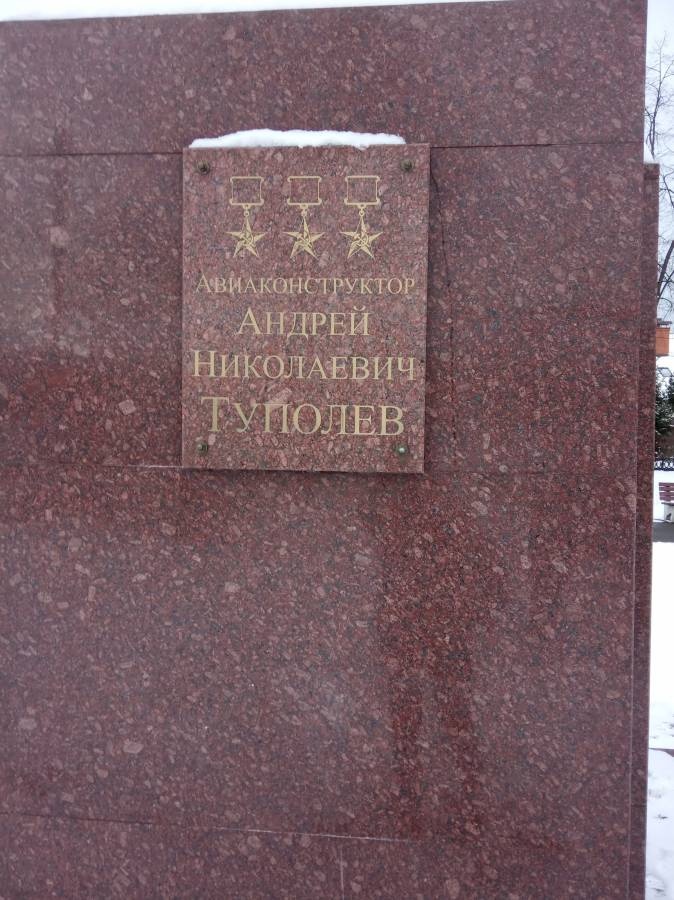 Авиаконструктор
Андрей
Николаевич
Туполев